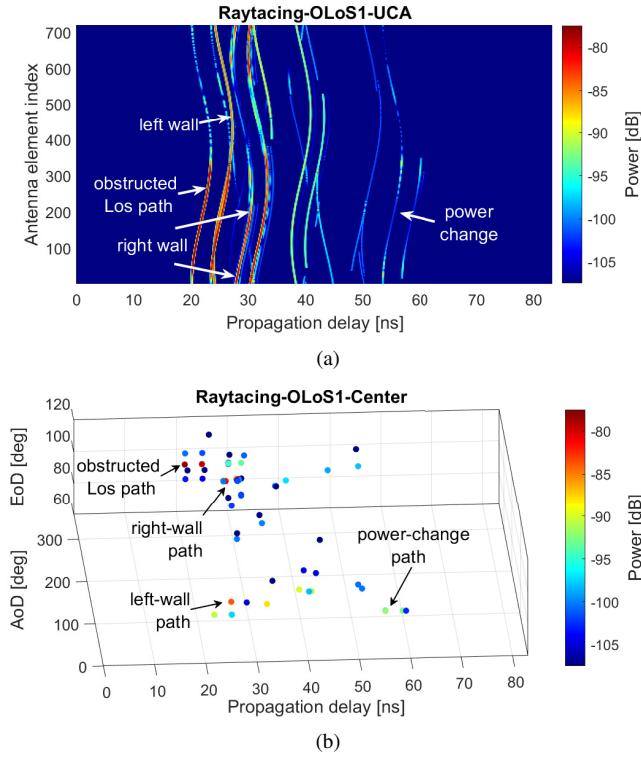 Raytacing-OLoS1-UCA
Antenna element index
700
600
500
400
300
200
100
left wall
obstructed
Los path
right wall
power
change
0 10 20 30 40 50 60 70 80
Propagation delay [ns]
-80
-85
-90
-95
-100
-105
Power [dB]
(a)
Raytacing-OLoS1-Center
EoD [deg]
120
100
80
60
AoD [deg]
300
200
100
0
obstructed
Los path
right-wall
path
left-wall
path
power-change
path
0 10 20 30 40 50 60 70 80
Propagation delay [ns]
-80
-85
-90
-95
-100
-105
Power [dB]
(b)